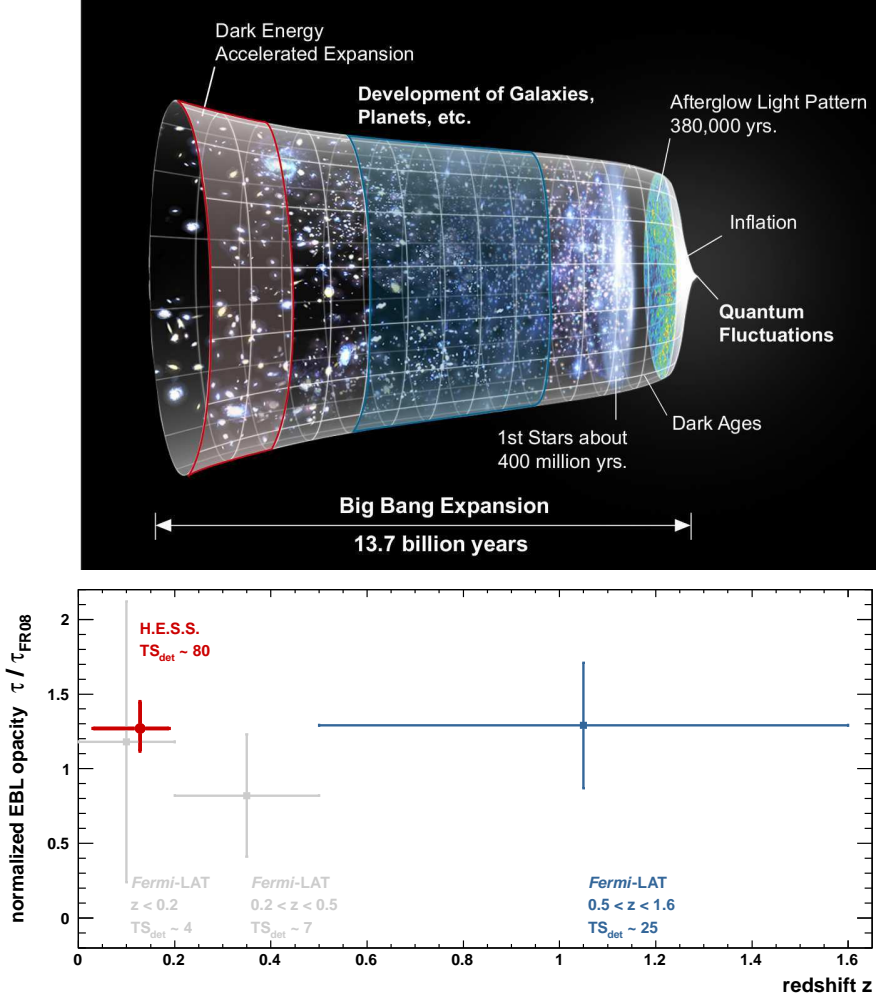 Dark Energy
Accelerated Expansion
Development of Galaxies,
Planets, etc.
Afterglow Light Pattern
380,000 yrs.
Inflation
Quantum
Fluctuations
Dark Ages
1st Stars about
400 million yrs.
Big Bang Expansion
13.7 billion years
normalized EBL opacity τ / τFR08
2
1.5
1
0.5
0
H.E.S.S.
TSdet ~ 80
Fermi-LAT
z < 0.2
TSdet ~ 4
Fermi-LAT
0.2 < z < 0.5
TSdet ~ 7
Fermi-LAT
0.5 < z < 1.6
TSdet ~ 25
0 0.2 0.4 0.6 0.8 1 1.2 1.4 1.6
redshift z